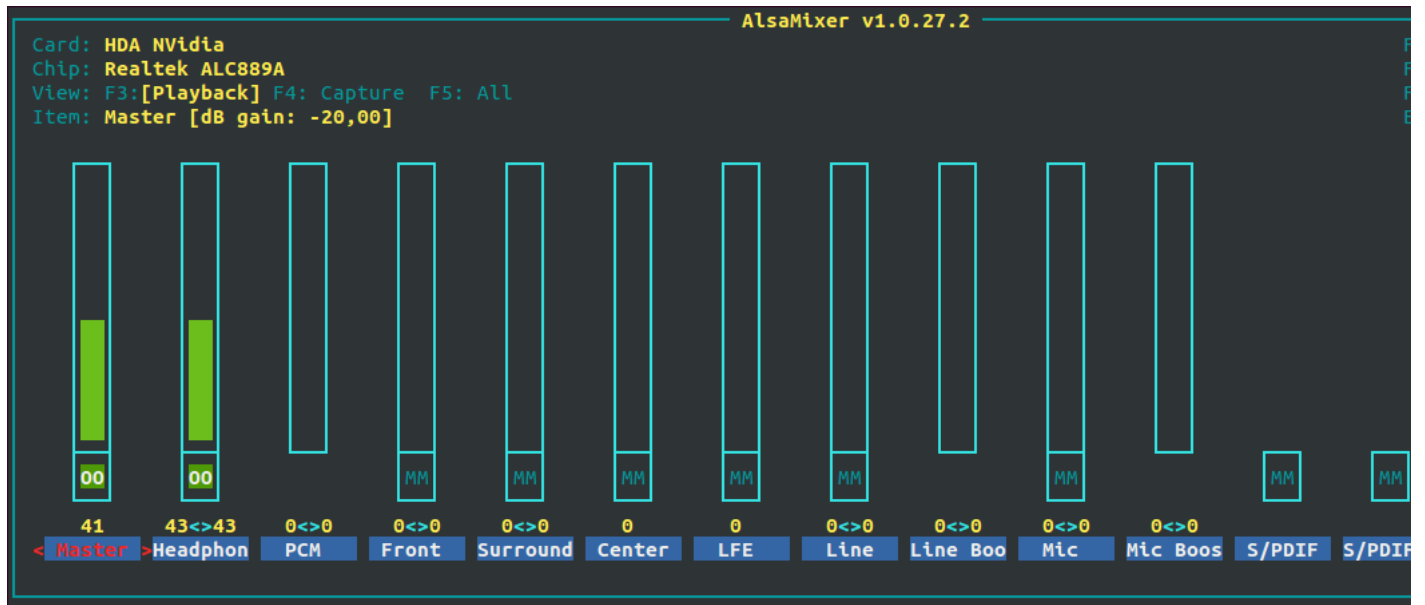 AlsaMixer v1.0.27.2
Card: HDA NVidia F
Chip: Realtek ALC889A F
View: F3:[Playback] F4: Capture F5: All F
Item: Master [dB gain: -20,00] E
OO OO MM MM MM MM MM MM MM MM
41 43<>43 0<>0 0<>0 0<>0 0 0 0<>0 0<>0 0<>0 0<>0
< Master >Headphon PCM Front Surround Center LFE Line Line Boo Mic Mic Boos S/PDIF S/PDIF